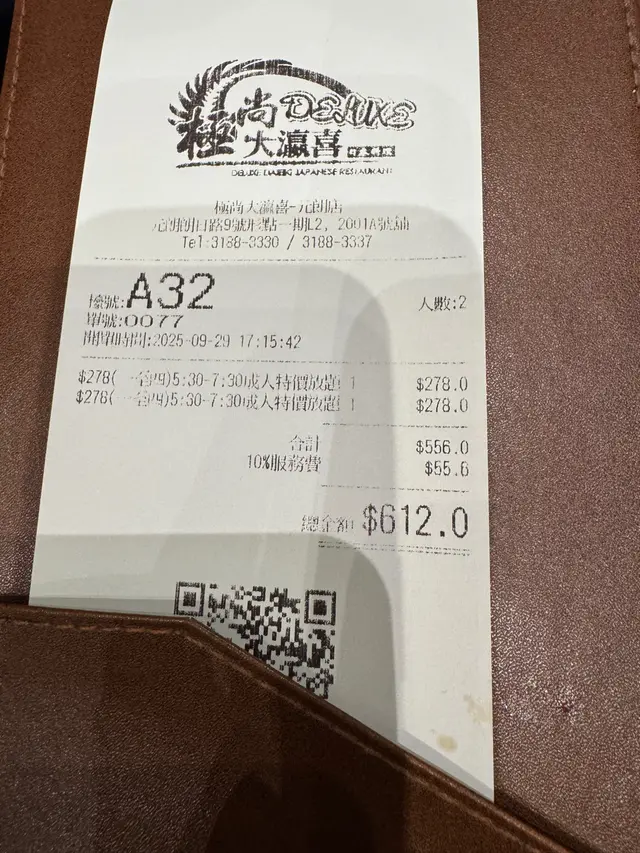 極尚 DELUXE
大瀛喜
DELUXE DAIEIKI JAPANESE RESTAURANT
極尚大瀛喜-元朗店
元朗朗日路9號形點一期L2, 2001A號舖
Tel:3188-3330 / 3188-3337
檯號:A32 人數:2
單號:0077
開單時間:2025-09-29 17:15:42
$278(一至四)5:30-7:30成人特價放題 1 $278.0
$278(一至四)5:30-7:30成人特價放題 1 $278.0
合計 $556.0
10%服務費 $55.6
總金額 $612.0